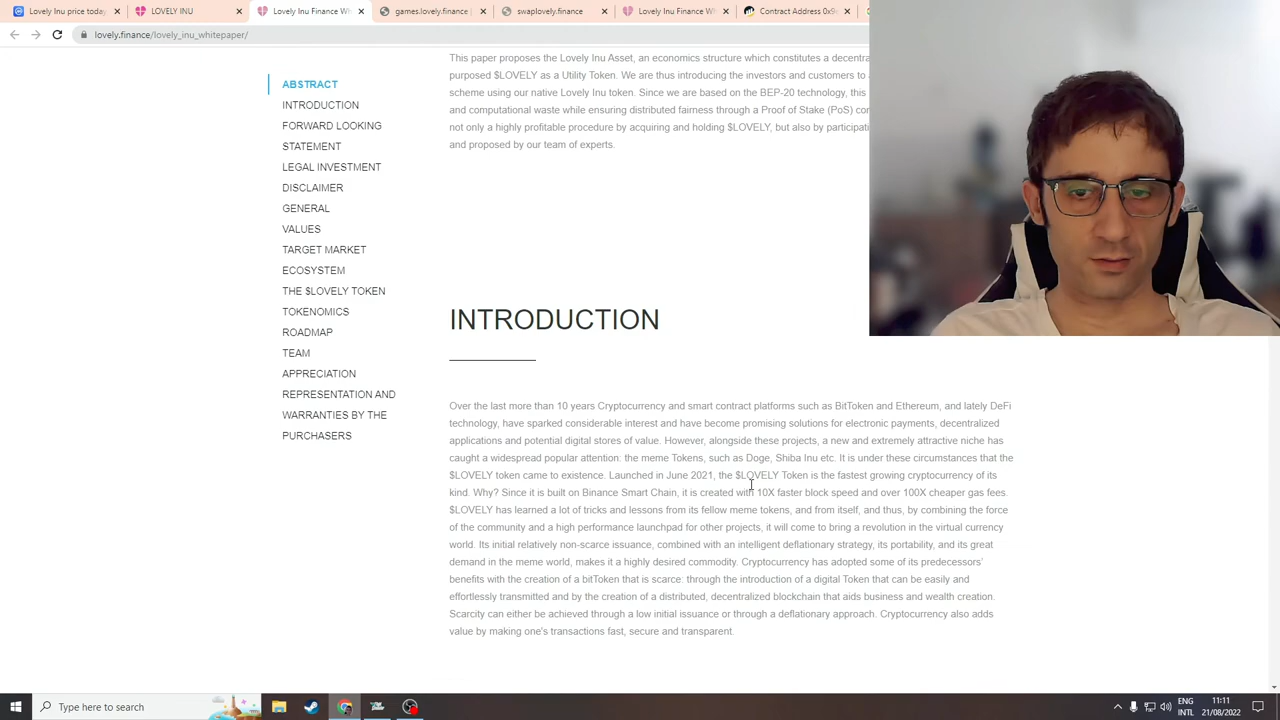 Lovely Inu price today
LOVELY INU
Lovely Inu Finance Wh
games.lovely.finance |
swaplovely.finance
Lovely Inu Finance Wh
Contract Address 0x9e
lovely.finance/lovely_inu_whitepaper/
This paper proposes the Lovely Inu Asset, an economics structure which constitutes a decentra
purposed $LOVELY as a Utility Token. We are thus introducing the investors and customers to
scheme using our native Lovely Inu token. Since we are based on the BEP-20 technology, this
and computational waste while ensuring distributed fairness through a Proof of Stake (PoS) cor
not only a highly profitable procedure by acquiring and holding $LOVELY, but also by participati
and proposed by our team of experts.
ABSTRACT
INTRODUCTION
FORWARD LOOKING
STATEMENT
LEGAL INVESTMENT
DISCLAIMER
GENERAL
VALUES
TARGET MARKET
ECOSYSTEM
THE $LOVELY TOKEN
TOKENOMICS
ROADMAP
TEAM
APPRECIATION
REPRESENTATION AND
WARRANTIES BY THE
PURCHASERS
INTRODUCTION
Over the last more than 10 years Cryptocurrency and smart contract platforms such as BitToken and Ethereum, and lately DeFi
technology, have sparked considerable interest and have become promising solutions for electronic payments, decentralized
applications and potential digital stores of value. However, alongside these projects, a new and extremely attractive niche has
caught a widespread popular attention: the meme Tokens, such as Doge, Shiba Inu etc. It is under these circumstances that the
$LOVELY token came to existence. Launched in June 2021, the $LOVELY Token is the fastest growing cryptocurrency of its
kind. Why? Since it is built on Binance Smart Chain, it is created with 10X faster block speed and over 100X cheaper gas fees.
$LOVELY has learned a lot of tricks and lessons from its fellow meme tokens, and from itself, and thus, by combining the force
of the community and a high performance launchpad for other projects, it will come to bring a revolution in the virtual currency
world. Its initial relatively non-scarce issuance, combined with an intelligent deflationary strategy, its portability, and its great
demand in the meme world, makes it a highly desired commodity. Cryptocurrency has adopted some of its predecessors'
benefits with the creation of a bitToken that is scarce: through the introduction of a digital Token that can be easily and
effortlessly transmitted and by the creation of a distributed, decentralized blockchain that aids business and wealth creation.
Scarcity can either be achieved through a low initial issuance or through a deflationary approach. Cryptocurrency also adds
value by making one's transactions fast, secure and transparent.
Type here to search
ENG
INTL
11:11
21/08/2022